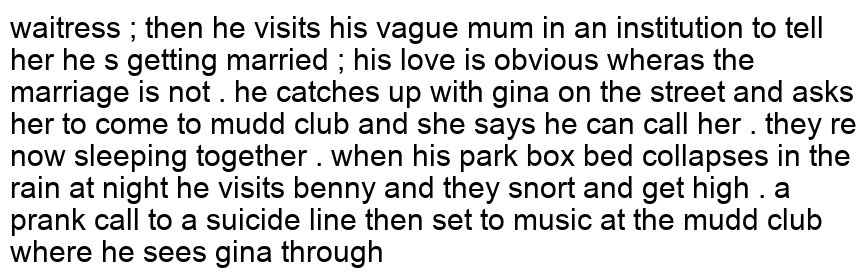 waitress ; then he visits his vague mum in an institution to tell
her he s getting married ; his love is obvious wheras the
marriage is not . he catches up with gina on the street and asks
her to come to mudd club and she says he can call her . they re
now sleeping together . when his park box bed collapses in the
rain at night he visits benny and they snort and get high . a
prank call to a suicide line then set to music at the mudd club
where he sees gina through